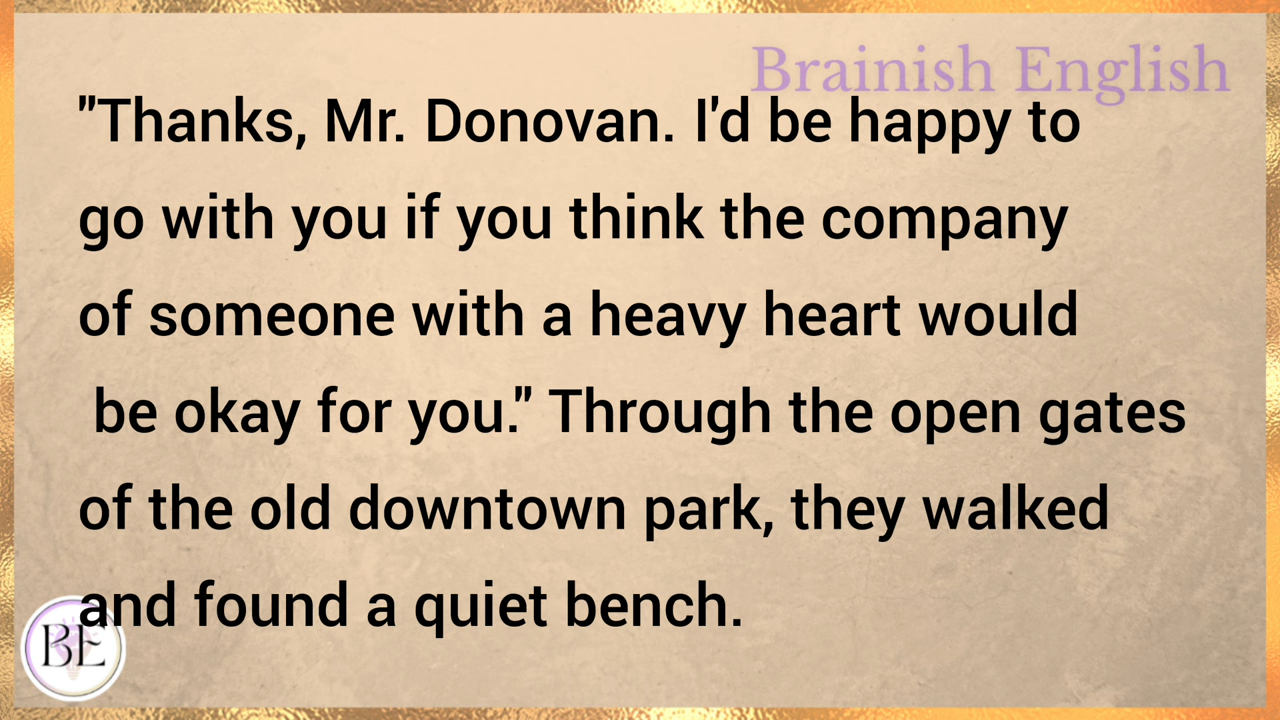 Brainish English
"Thanks, Mr. Donovan. I'd be happy to
go with you if you think the company
of someone with a heavy heart would
be okay for you." Through the open gates
of the old downtown park, they walked
and found a quiet bench.
BE